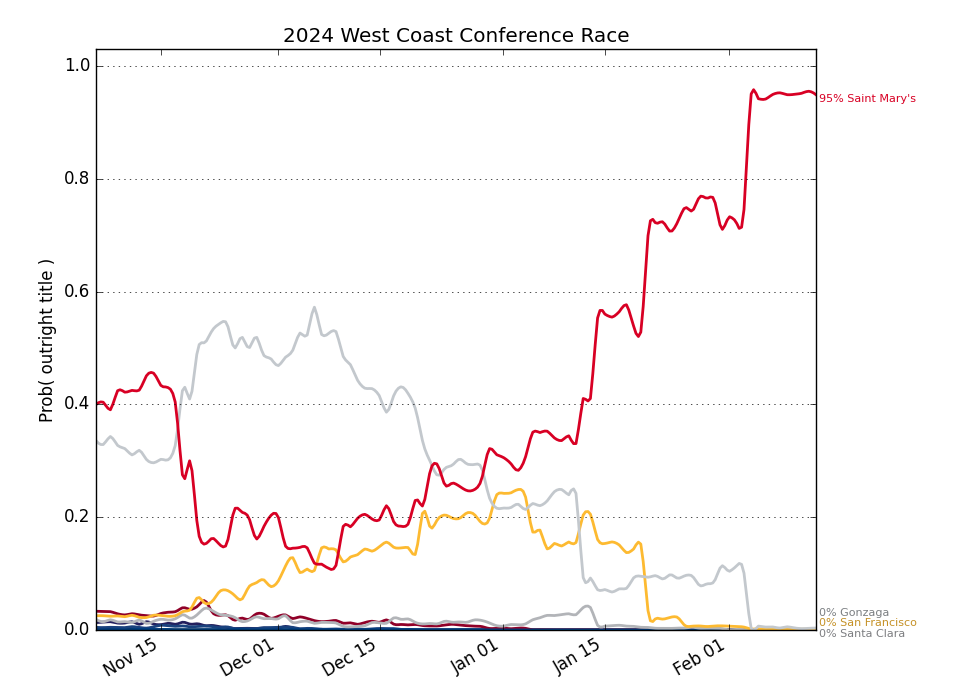 2024 West Coast Conference Race
1.0
0.8
0.6
0.4
0.2
0.0
Prob( outright title )
Nov 15
Dec 01
Dec 15
Jan 01
Jan 15
Feb 01
95% Saint Mary's
0% Gonzaga
0% San Francisco
0% Santa Clara